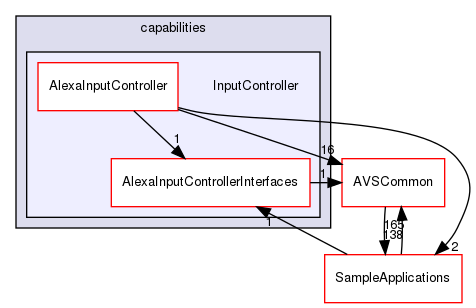 capabilities
AlexaInputController
InputController
1
16
AlexaInputControllerInterfaces
1
AVSCommon
1
165
138
2
SampleApplications